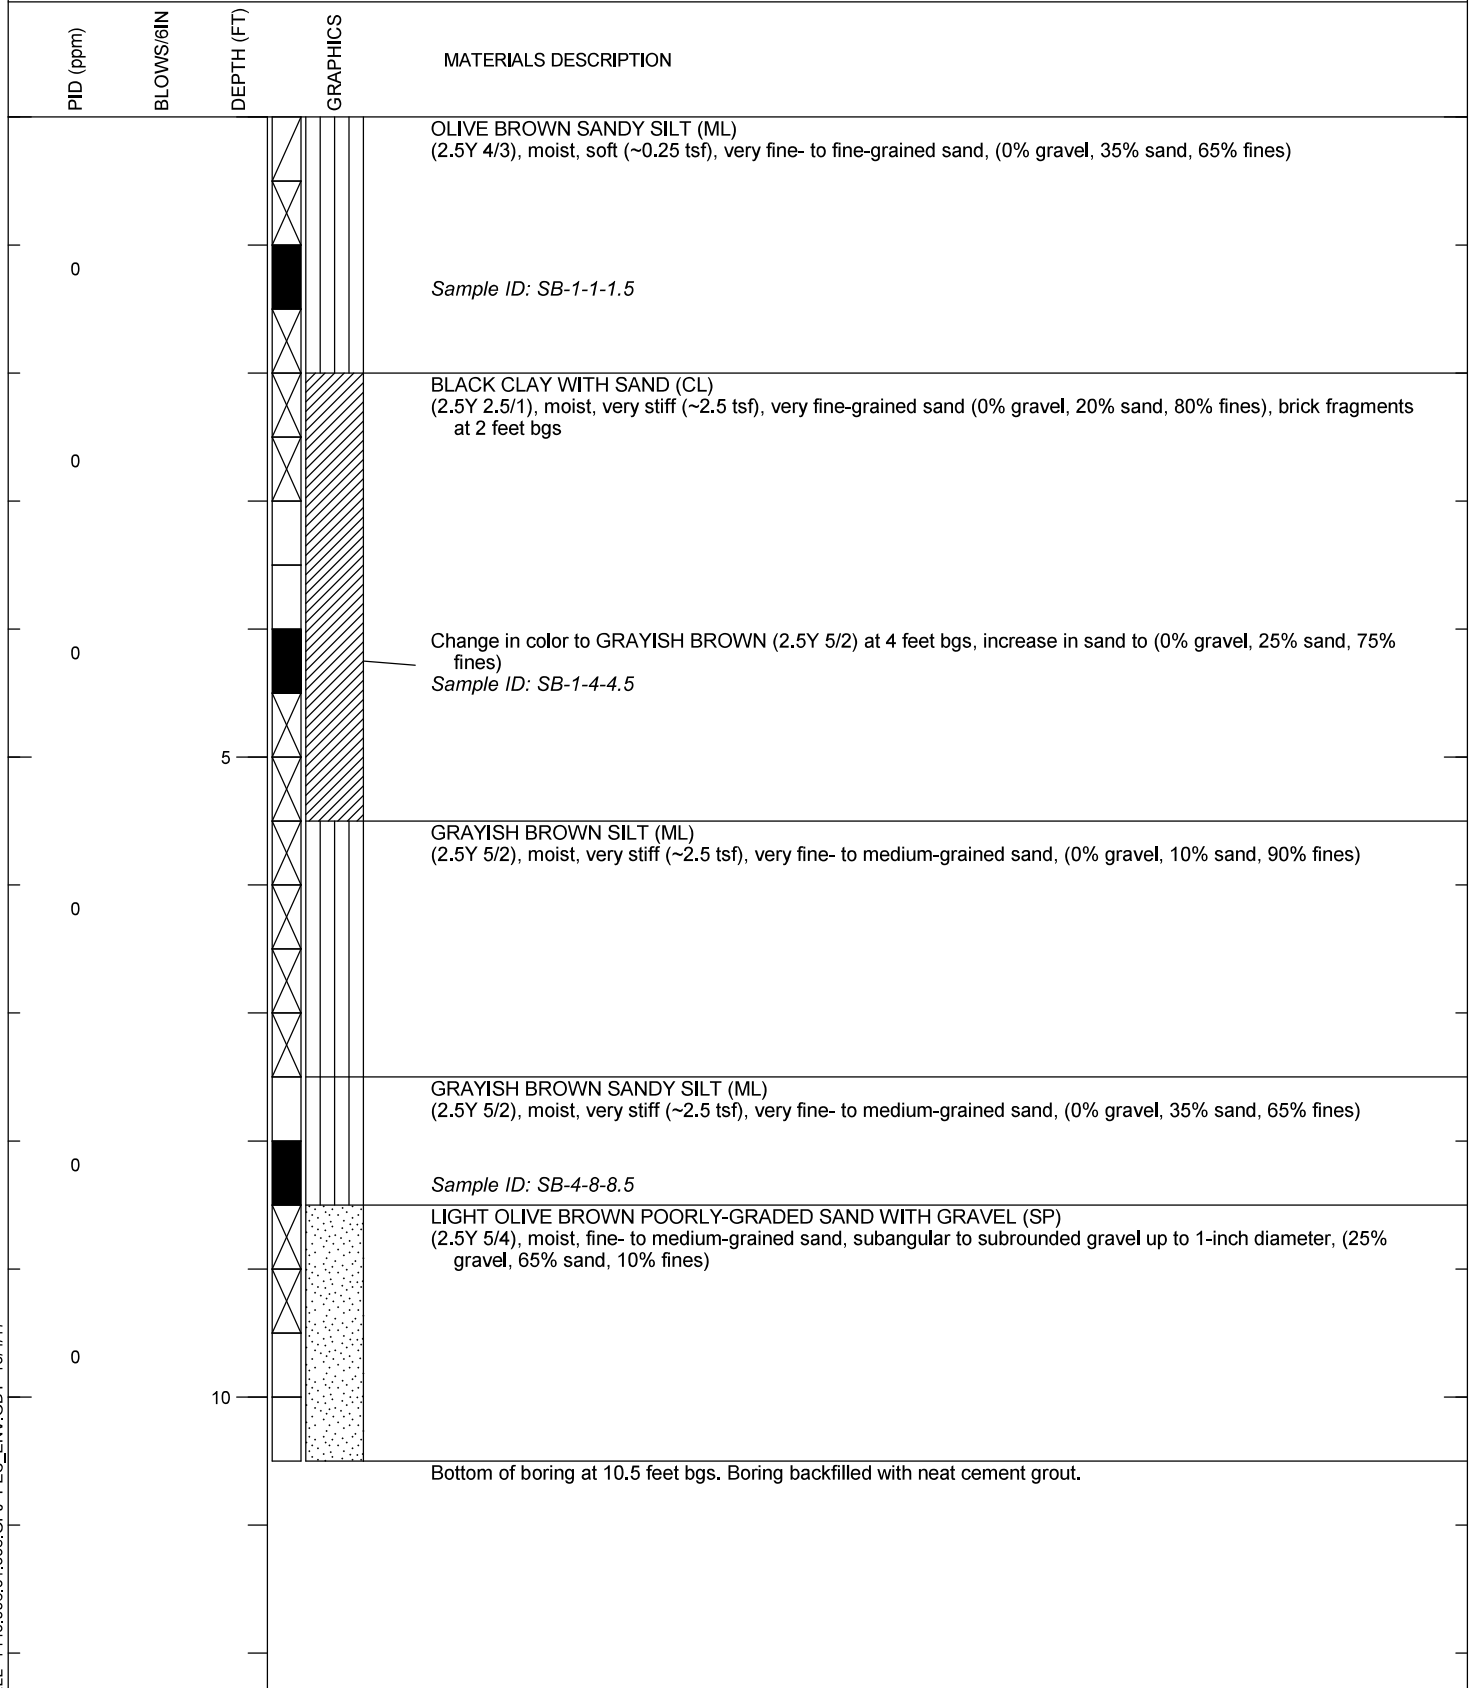 PID (ppm)
BLOWS/6IN
DEPTH (FT)
GRAPHICS
MATERIALS DESCRIPTION
OLIVE BROWN SANDY SILT (ML)
(2.5Y 4/3), moist, soft (~0.25 tsf), very fine- to fine-grained sand, (0% gravel, 35% sand, 65% fines)
0
Sample ID: SB-1-1-1.5
BLACK CLAY WITH SAND (CL)
(2.5Y 2.5/1), moist, very stiff (~2.5 tsf), very fine-grained sand (0% gravel, 20% sand, 80% fines), brick fragments
at 2 feet bgs
0
Change in color to GRAYISH BROWN (2.5Y 5/2) at 4 feet bgs, increase in sand to (0% gravel, 25% sand, 75%
0
fines)
Sample ID: SB-1-4-4.5
5
GRAYISH BROWN SILT (ML)
(2.5Y 5/2), moist, very stiff (~2.5 tsf), very fine- to medium-grained sand, (0% gravel, 10% sand, 90% fines)
0
GRAYISH BROWN SANDY SILT (ML)
(2.5Y 5/2), moist, very stiff (~2.5 tsf), very fine- to medium-grained sand, (0% gravel, 35% sand, 65% fines)
0
Sample ID: SB-4-8-8.5
LIGHT OLIVE BROWN POORLY-GRADED SAND WITH GRAVEL (SP)
(2.5Y 5/4), moist, fine- to medium-grained sand, subangular to subrounded gravel up to 1-inch diameter, (25%
gravel, 65% sand, 10% fines)
0
10
Bottom of boring at 10.5 feet bgs. Boring backfilled with neat cement grout.